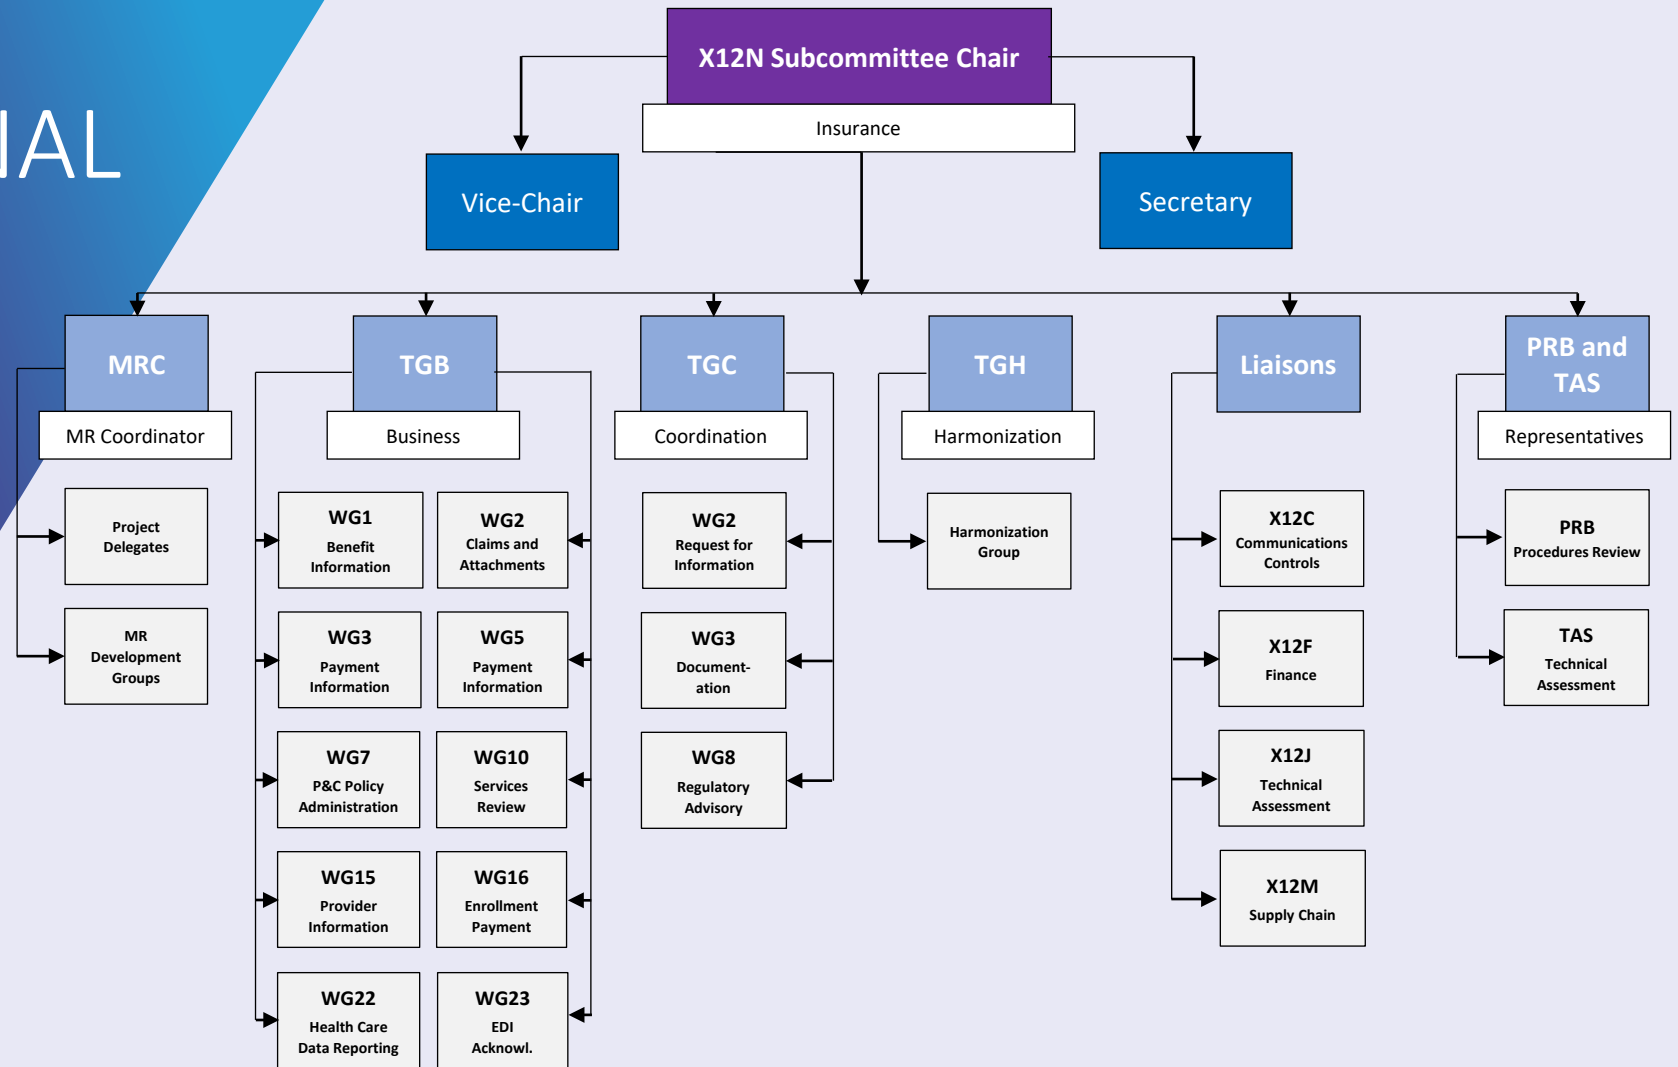 NAL
X12N Subcommittee Chair
Insurance
Vice-Chair
Secretary
MRC
MR Coordinator
Project
Delegates
MR
Development
Groups
TGB
Business
WG1
Benefit
Information
WG2
Claims and
Attachments
WG3
Payment
Information
WG5
Payment
Information
WG7
P&C Policy
Administration
WG10
Services
Review
WG15
Provider
Information
WG16
Enrollment
Payment
WG22
Health Care
Data Reporting
WG23
EDI
Acknowl.
TGC
Coordination
WG2
Request for
Information
WG3
Document-
ation
WG8
Regulatory
Advisory
TGH
Harmonization
Harmonization
Group
Liaisons
X12C
Communications
Controls
X12F
Finance
X12J
Technical
Assessment
X12M
Supply Chain
PRB and
TAS
Representatives
PRB
Procedures Review
TAS
Technical
Assessment